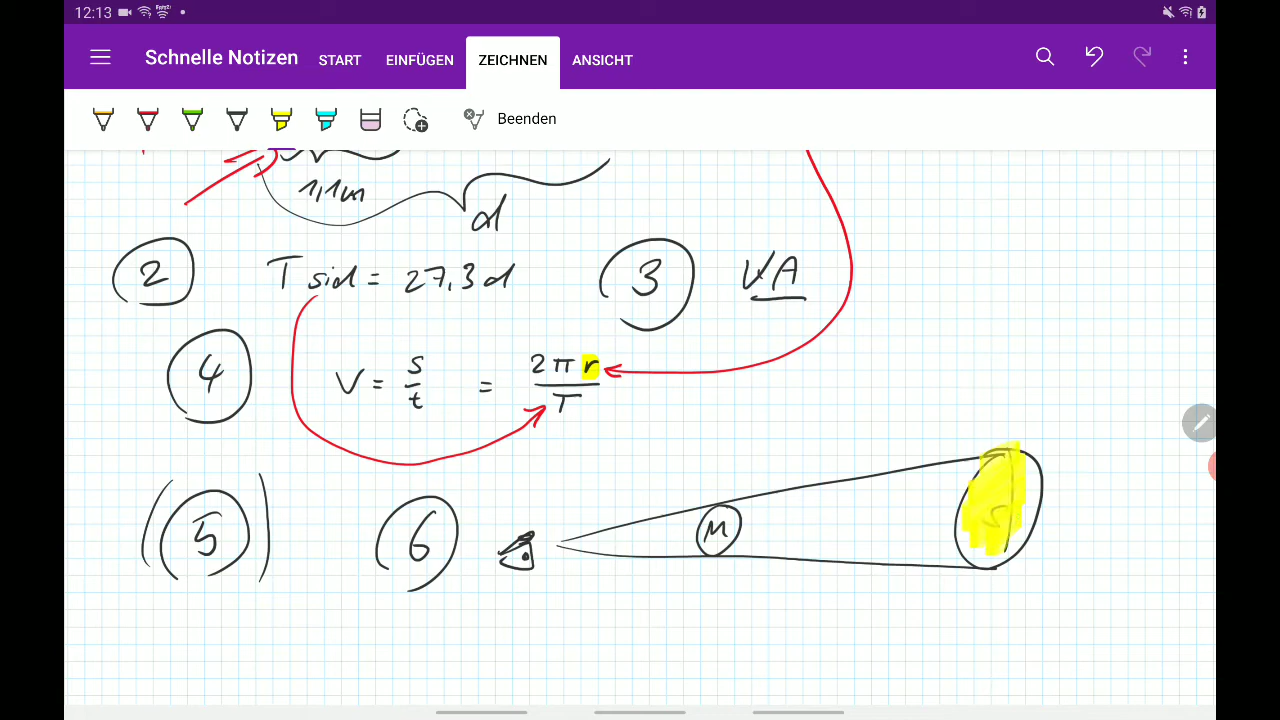 12:13
Schnelle Notizen START EINFÜGEN ZEICHNEN ANSICHT
Beenden
1,1m
d
2 T sid = 27,3d 3 VA
4 V = s/t = 2πr/T
5 6 M S